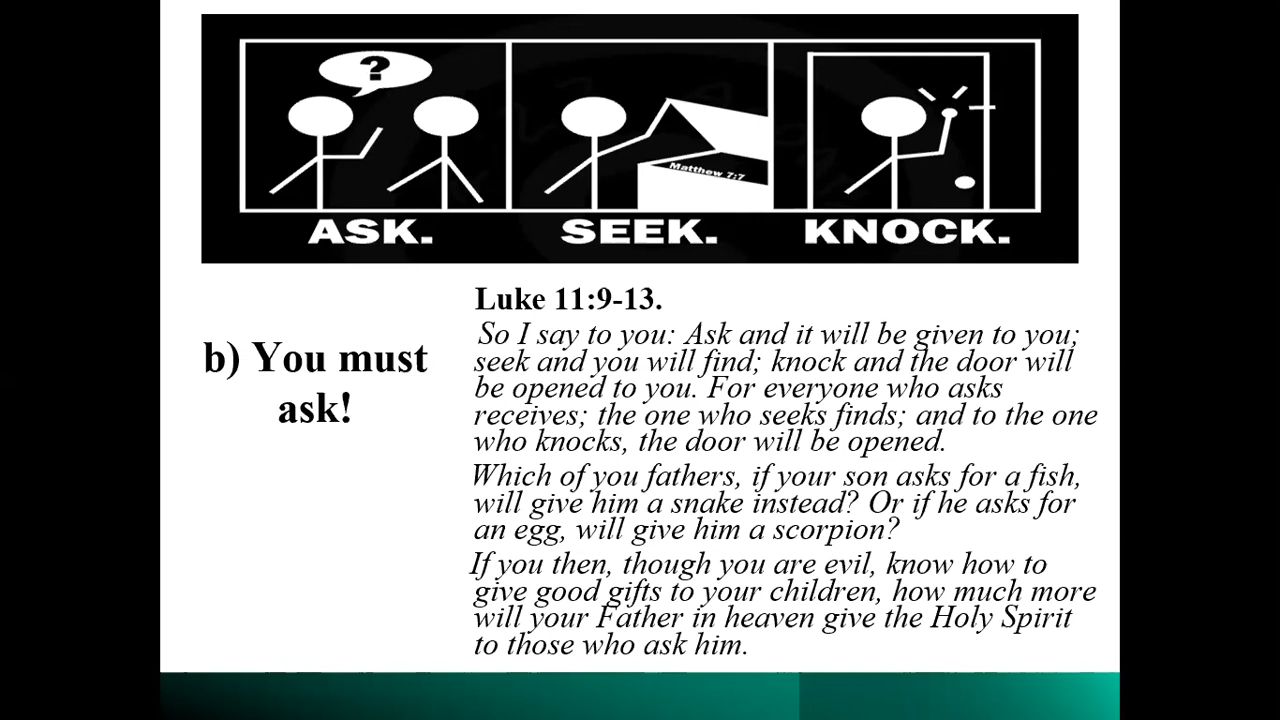 ?
Matthew 7:7
ASK. SEEK. KNOCK.
b) You must
ask!
Luke 11:9-13.
So I say to you: Ask and it will be given to you;
seek and you will find; knock and the door will
be opened to you. For everyone who asks
receives; the one who seeks finds; and to the one
who knocks, the door will be opened.
Which of you fathers, if your son asks for a fish,
will give him a snake instead? Or if he asks for
an egg, will give him a scorpion?
If you then, though you are evil, know how to
give good gifts to your children, how much more
will your Father in heaven give the Holy Spirit
to those who ask him.